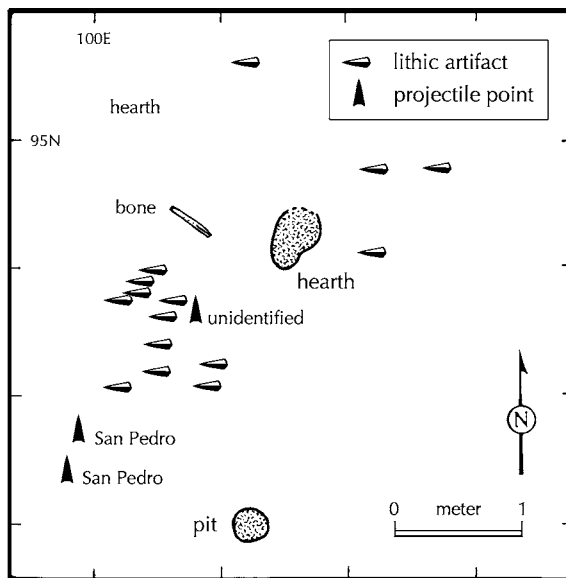 100E
lithic artifact
projectile point
hearth
95N
bone
hearth
unidentified
San Pedro
San Pedro
N
0 meter 1
pit